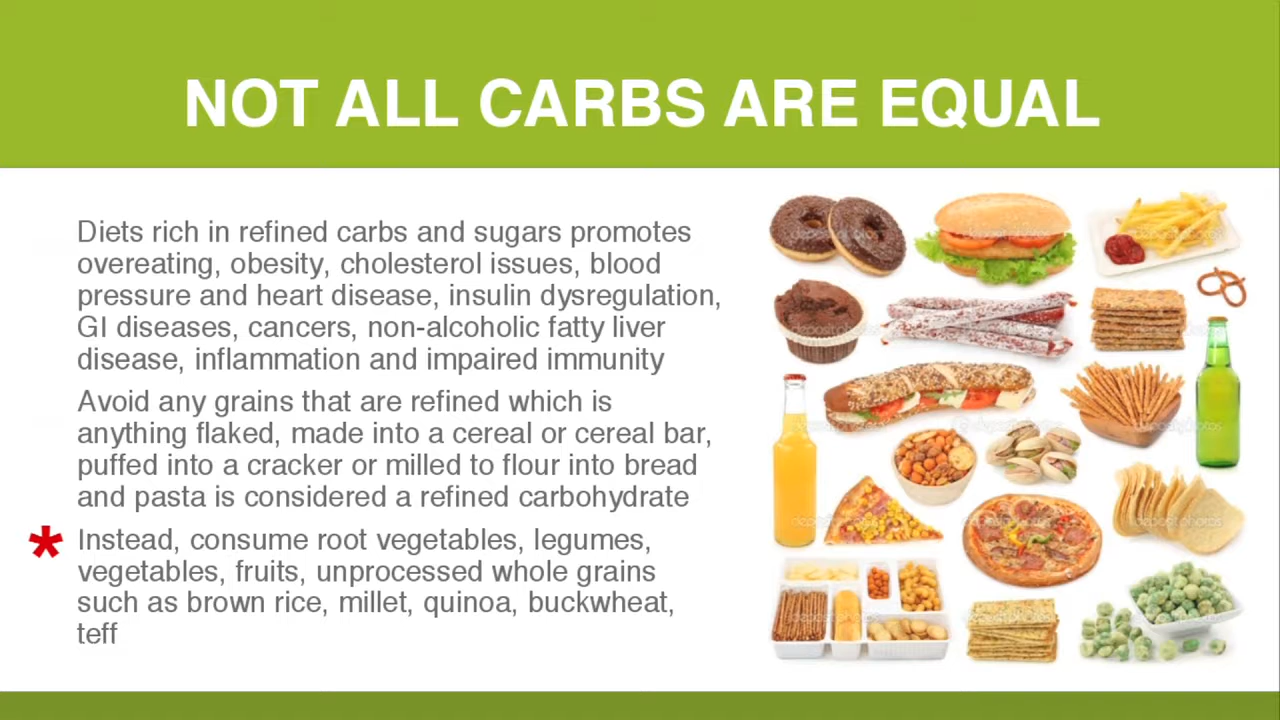 NOT ALL CARBS ARE EQUAL
Diets rich in refined carbs and sugars promotes
overeating, obesity, cholesterol issues, blood
pressure and heart disease, insulin dysregulation,
GI diseases, cancers, non-alcoholic fatty liver
disease, inflammation and impaired immunity
Avoid any grains that are refined which is
anything flaked, made into a cereal or cereal bar,
puffed into a cracker or milled to flour into bread
and pasta is considered a refined carbohydrate
* Instead, consume root vegetables, legumes,
vegetables, fruits, unprocessed whole grains
such as brown rice, millet, quinoa, buckwheat,
teff